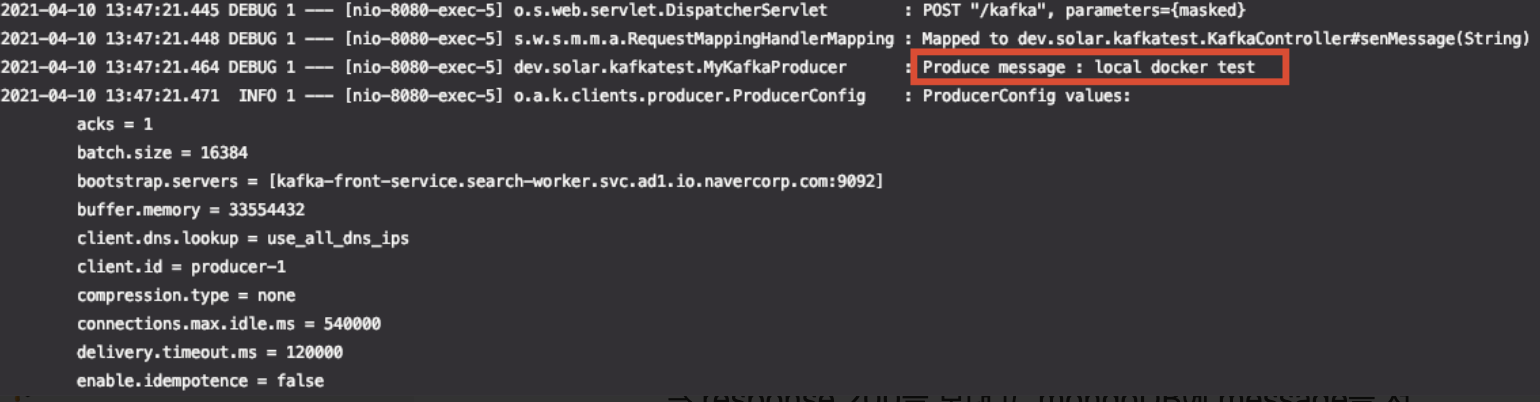 2021-04-10 13:47:21.445 DEBUG 1 --- [nio-8080-exec-5] o.s.web.servlet.DispatcherServlet : POST "/kafka", parameters={masked}
2021-04-10 13:47:21.448 DEBUG 1 --- [nio-8080-exec-5] s.w.s.m.m.a.RequestMappingHandlerMapping : Mapped to dev.solar.kafkatest.KafkaController#senMessage(String)
2021-04-10 13:47:21.464 DEBUG 1 --- [nio-8080-exec-5] dev.solar.kafkatest.MyKafkaProducer : Produce message : local docker test
2021-04-10 13:47:21.471 INFO 1 --- [nio-8080-exec-5] o.a.k.clients.producer.ProducerConfig : ProducerConfig values:
acks = 1
batch.size = 16384
bootstrap.servers = [kafka-front-service.search-worker.svc.ad1.io.navercorp.com:9092]
buffer.memory = 33554432
client.dns.lookup = use_all_dns_ips
client.id = producer-1
compression.type = none
connections.max.idle.ms = 540000
delivery.timeout.ms = 120000
enable.idempotence = false